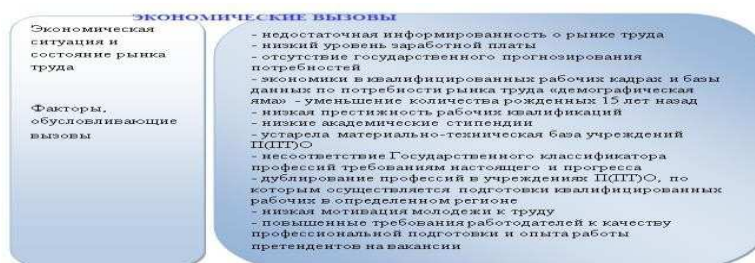 ЭКОНОМИЧЕСКИЕ ВЫЗОВЫ
Экономическая
ситуация и
состояние рынка
труда
Факторы,
обусловливающие
вызовы
- недостаточная информированность о рынке труда
- низкий уровень заработной платы
- отсутствие государственного прогнозирования
потребностей
- экономики в квалифицированных рабочих кадрах и базы
данных по потребности рынка труда «демографическая
яма» - уменьшение количества рожденных 15 лет назад
- низкая престижность рабочих квалификаций
- низкие академические стипендии
- устарела материально-техническая база учреждений
П(ПТ)О
- несоответствие Государственного классификатора
профессий требованиям настоящего и прогресса
- дублирование профессий в учреждениях П(ПТ)О, по
которым осуществляется подготовки квалифицированных
рабочих в определенном регионе
- низкая мотивация молодежи к труду
- повышенные требования работодателей к качеству
профессиональной подготовки и опыта работы
претендентов на вакансии